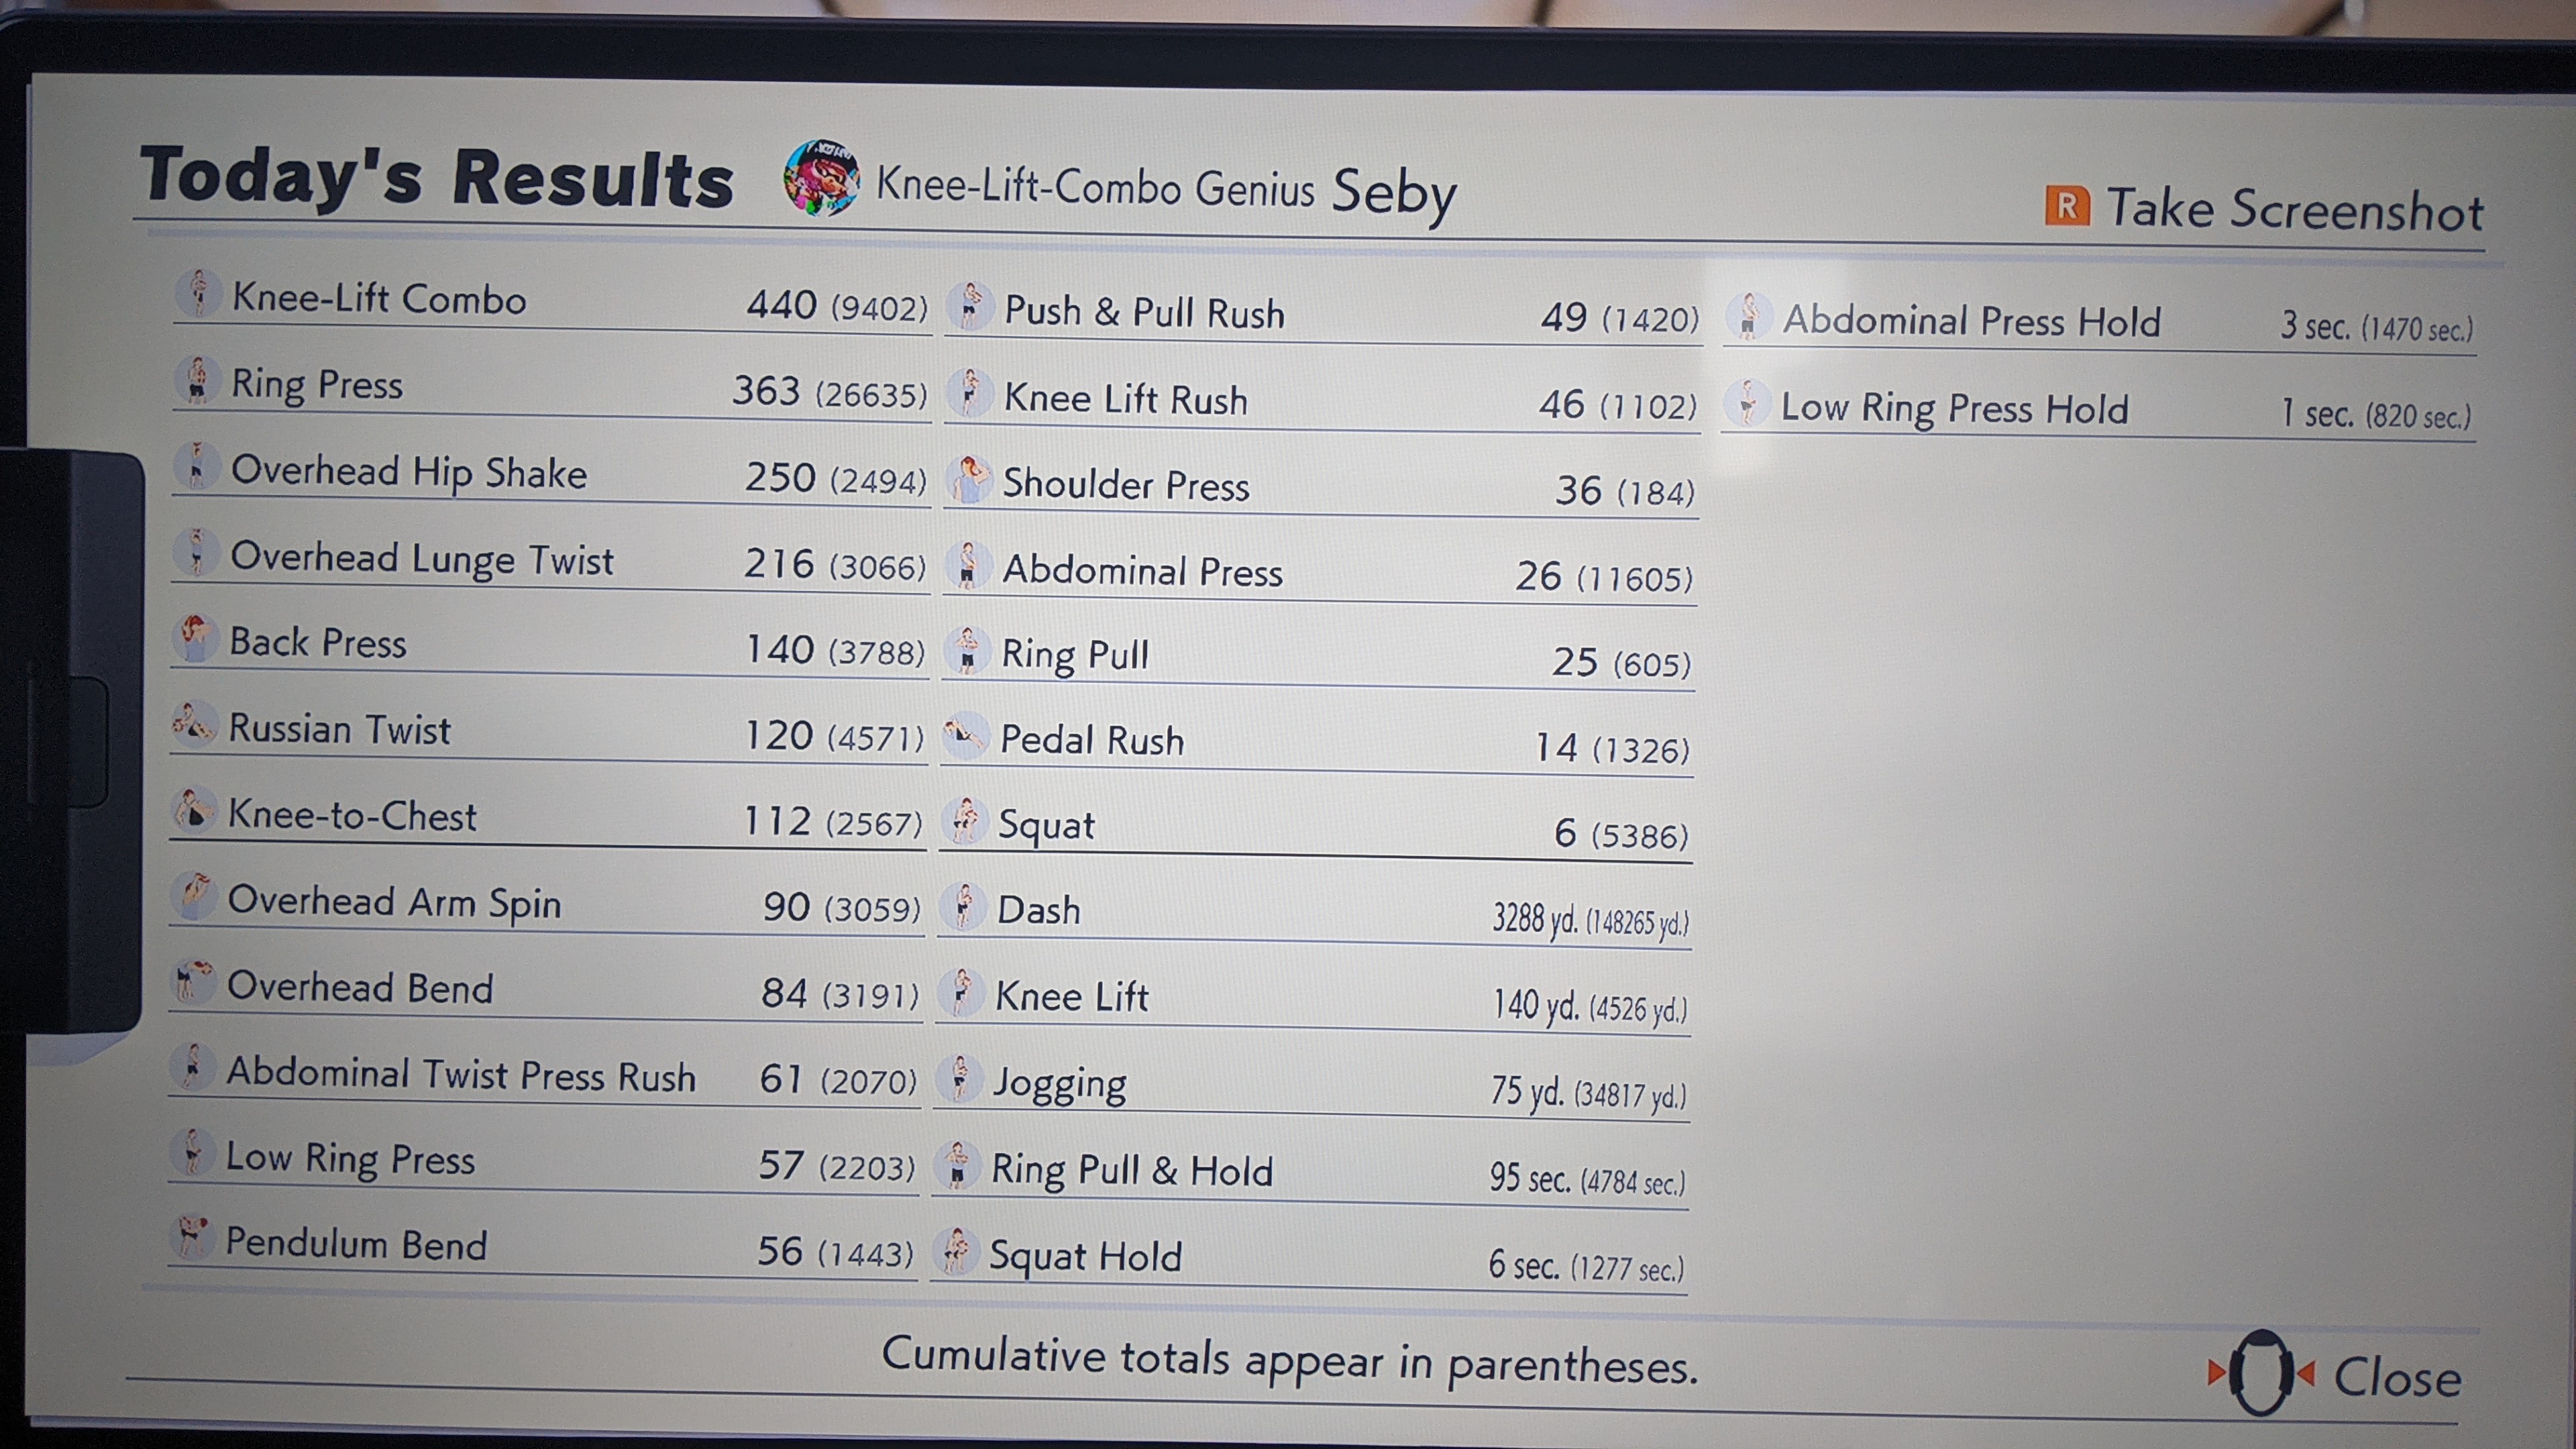 Today's Results Knee-Lift-Combo Genius Seby
R Take Screenshot
Knee-Lift Combo 440 (9402)
Ring Press 363 (26635)
Overhead Hip Shake 250 (2494)
Overhead Lunge Twist 216 (3066)
Back Press 140 (3788)
Russian Twist 120 (4571)
Knee-to-Chest 112 (2567)
Overhead Arm Spin 90 (3059)
Overhead Bend 84 (3191)
Abdominal Twist Press Rush 61 (2070)
Low Ring Press 57 (2203)
Pendulum Bend 56 (1443)
Push & Pull Rush 49 (1420)
Knee Lift Rush 46 (1102)
Shoulder Press 36 (184)
Abdominal Press 26 (11605)
Ring Pull 25 (605)
Pedal Rush 14 (1326)
Squat 6 (5386)
Dash 3288 yd. (148265 yd.)
Knee Lift 140 yd. (4526 yd.)
Jogging 75 yd. (34817 yd.)
Ring Pull & Hold 95 sec. (4784 sec.)
Squat Hold 6 sec. (1277 sec.)
Abdominal Press Hold 3 sec. (1470 sec.)
Low Ring Press Hold 1 sec. (820 sec.)
Cumulative totals appear in parentheses.
Close